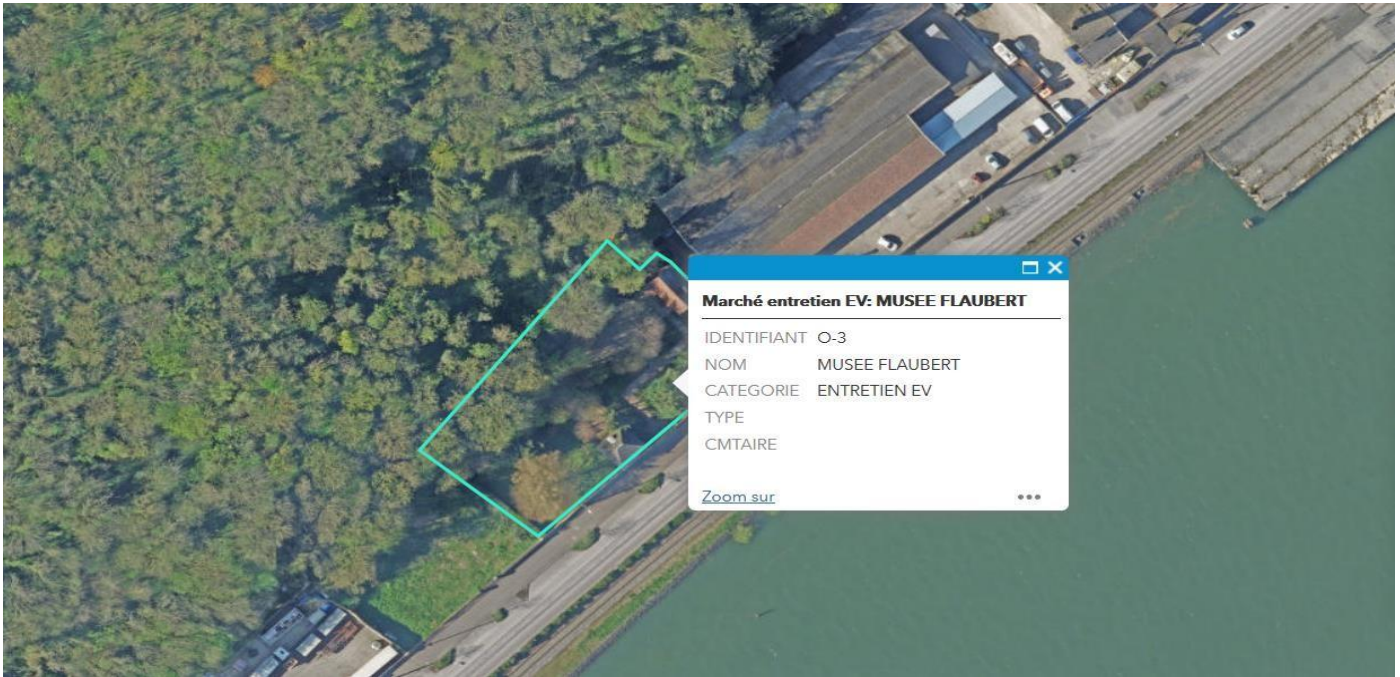 Marché entretien EV: MUSEE FLAUBERT
IDENTIFIANT O-3
NOM MUSEE FLAUBERT
CATEGORIE ENTRETIEN EV
TYPE
CMTAIRE
Zoom sur